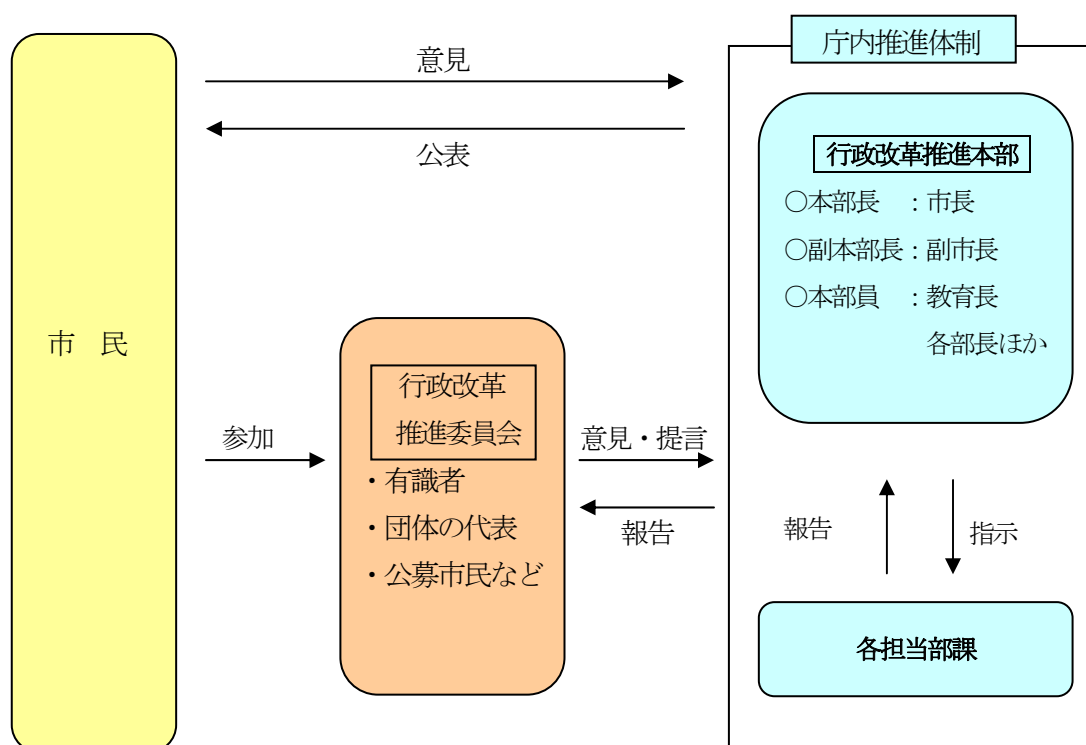 意見
公表
市　民
参加
行政改革
推進委員会
・有識者
・団体の代表
・公募市民など
意見・提言
報告
庁内推進体制
行政改革推進本部
○本部長　：市長
○副本部長：副市長
○本部員　：教育長
各部長ほか
報告
指示
各担当部課